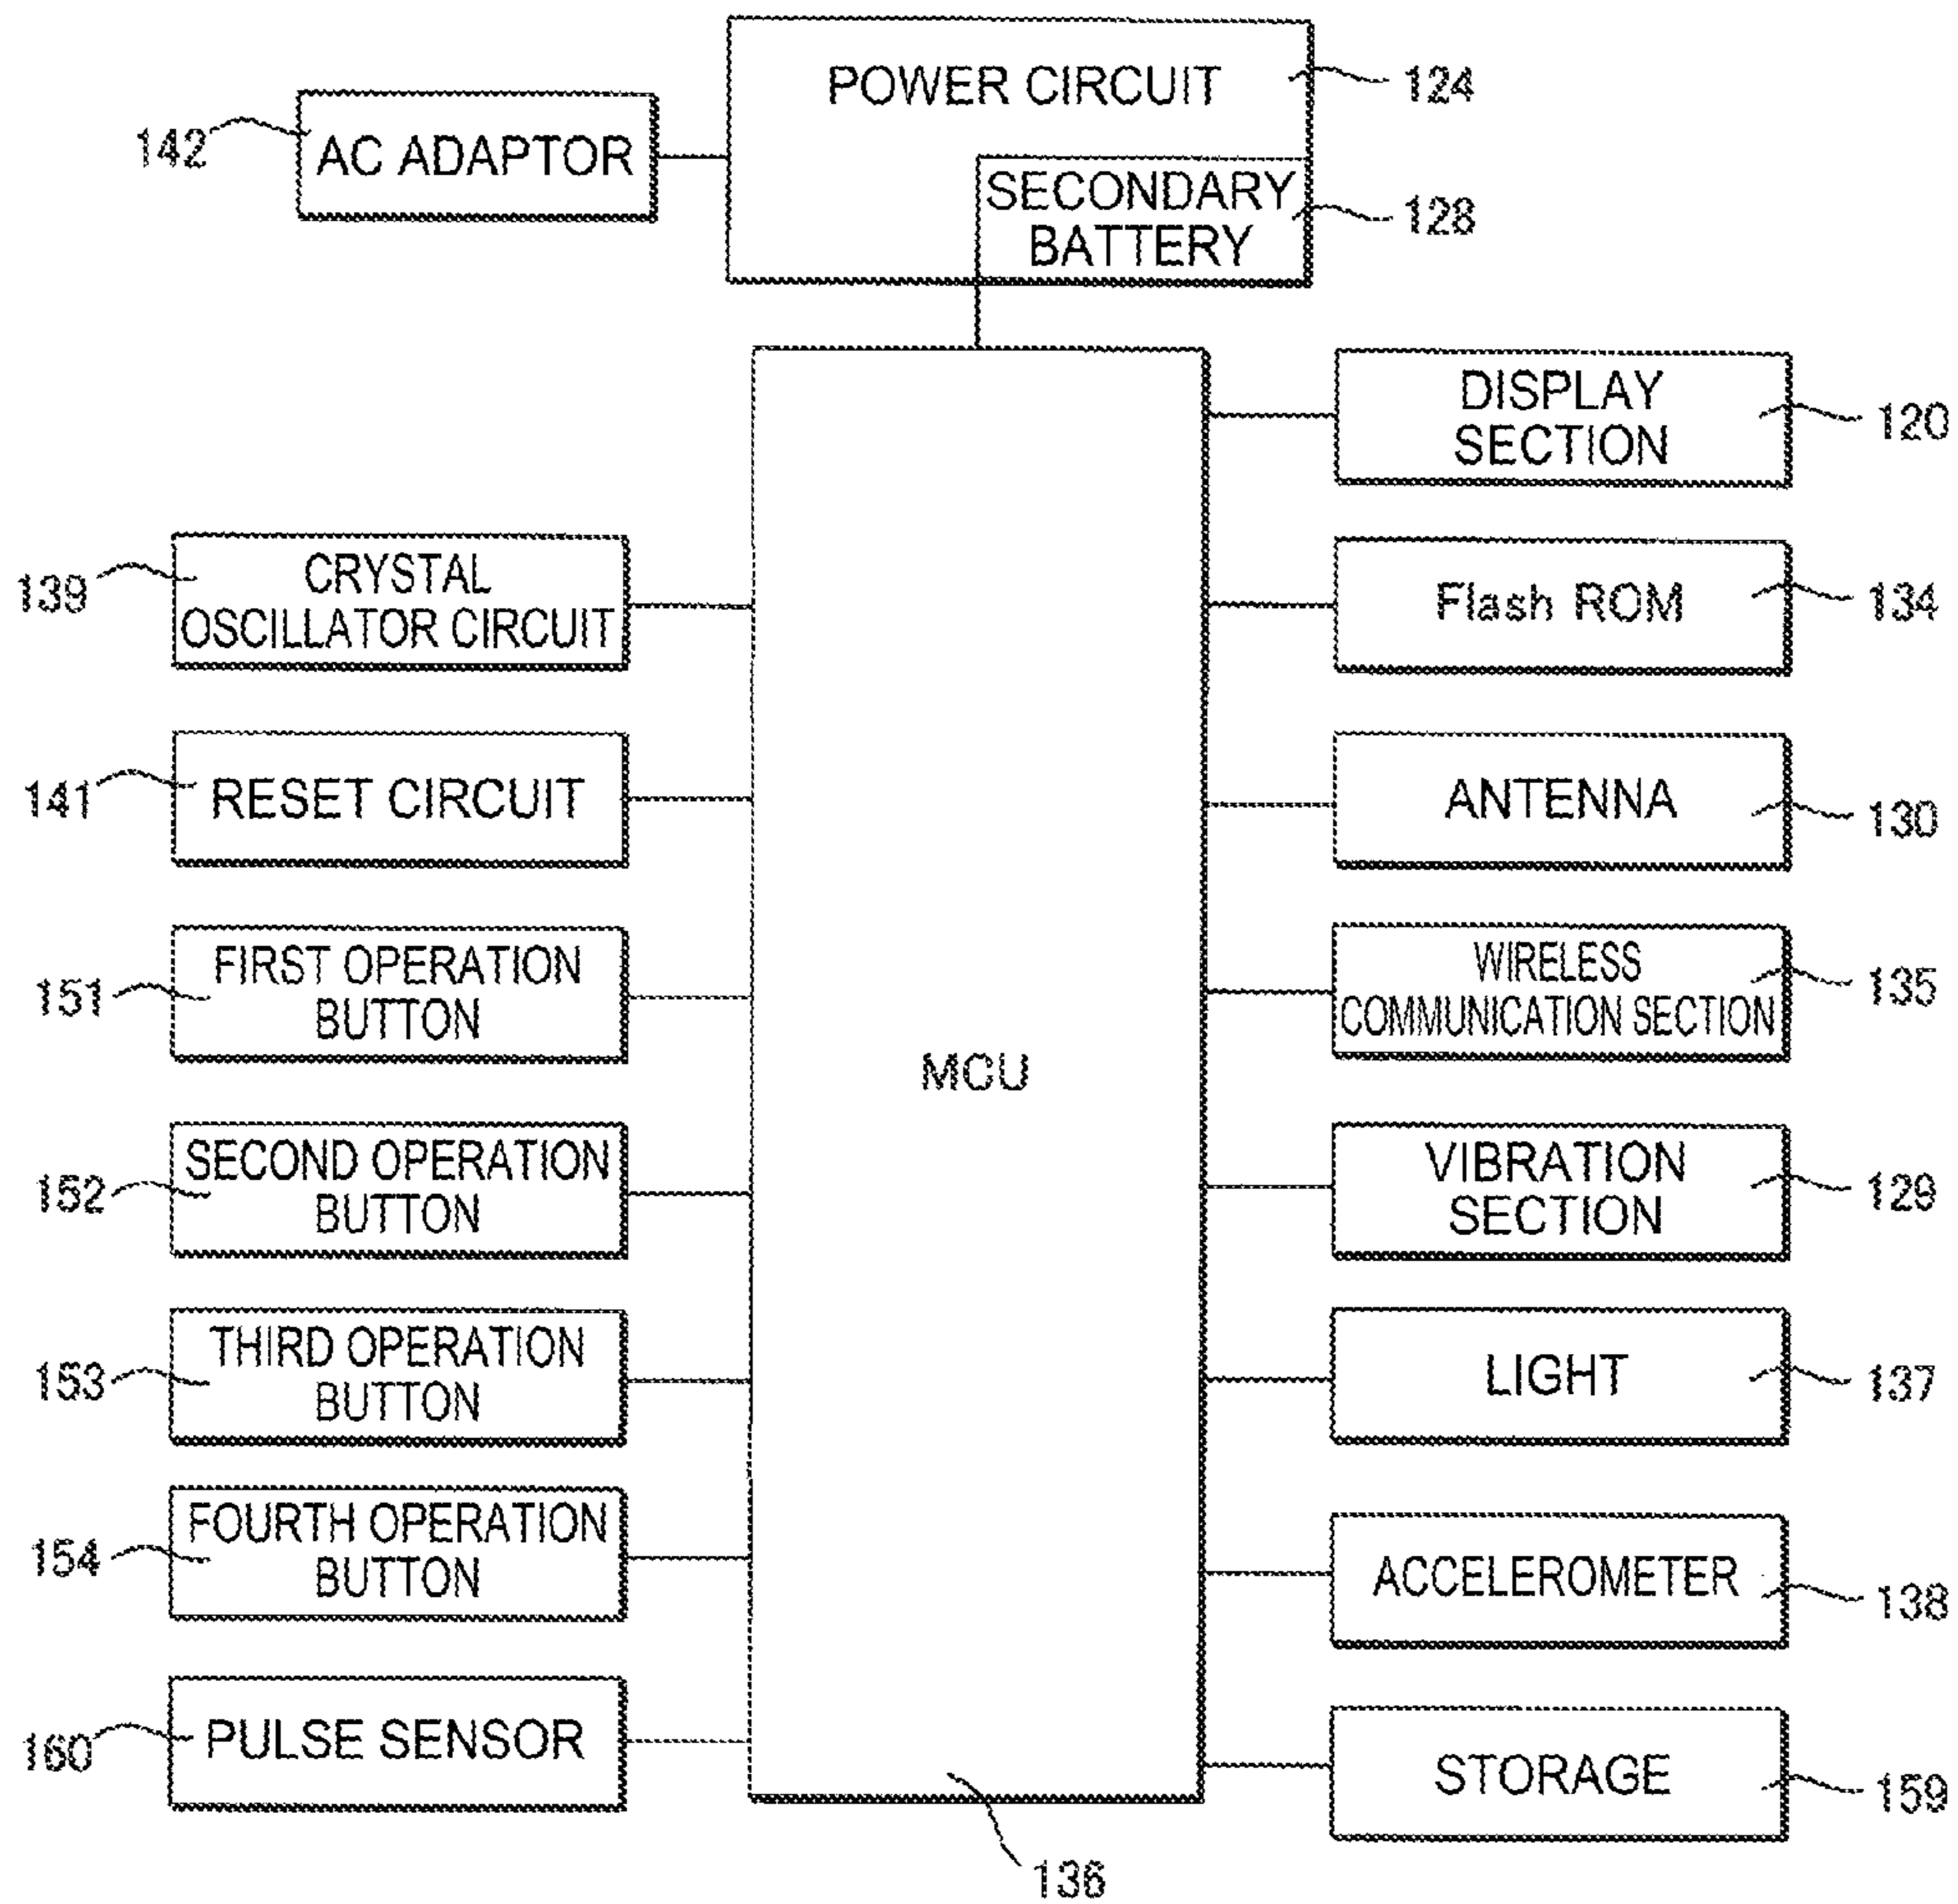 POWER CIRCUIT
124
142
AC ADAPTOR
SECONDARY
BATTERY
128
DISPLAY
SECTION
120
139
CRYSTAL
OSCILLATOR CIRCUIT
Flash ROM
134
141
RESET CIRCUIT
ANTENNA
130
151
FIRST OPERATION
BUTTON
WIRELESS
COMMUNICATION SECTION
135
MCU
152
SECOND OPERATION
BUTTON
VIBRATION
SECTION
129
153
THIRD OPERATION
BUTTON
LIGHT
137
154
FOURTH OPERATION
BUTTON
ACCELEROMETER
138
160
PULSE SENSOR
STORAGE
159
136